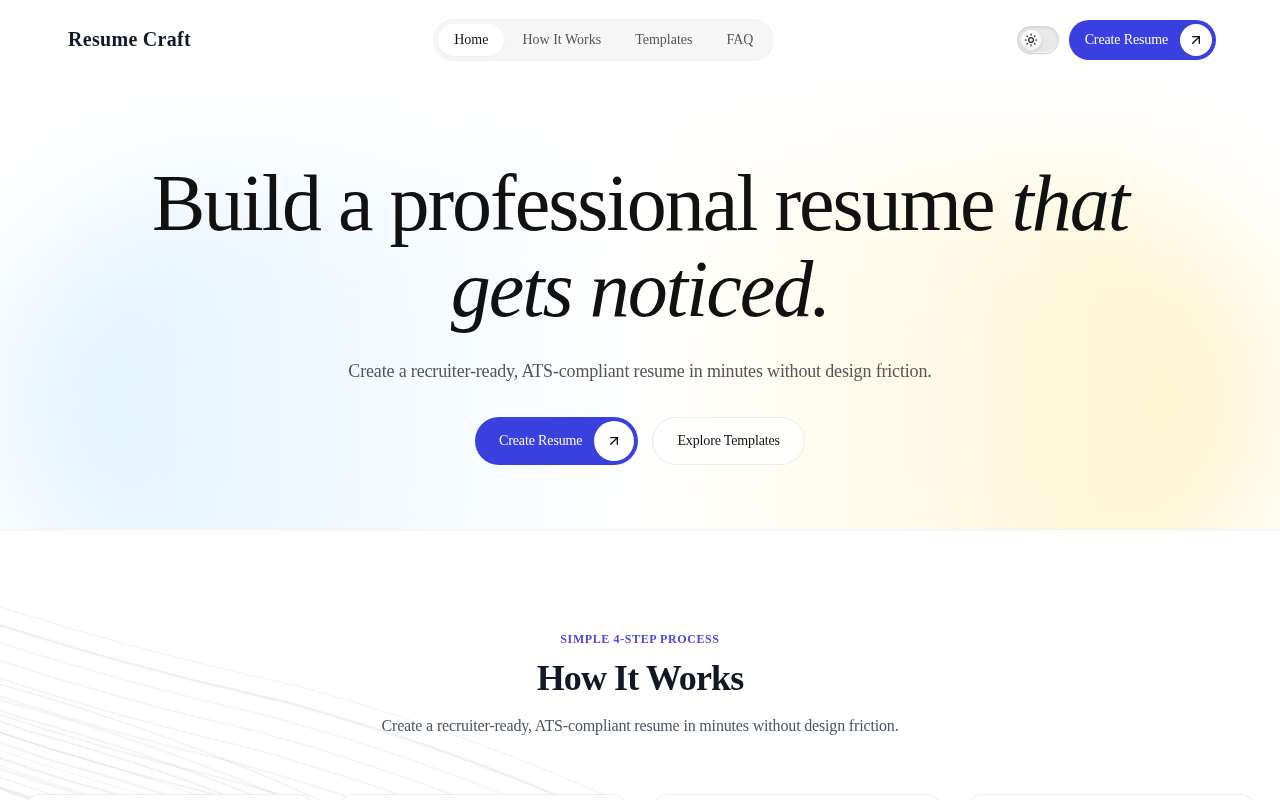 Resume Craft
Home
How It Works
Templates
FAQ
Create Resume
Build a professional resume that
gets noticed.
Create a recruiter-ready, ATS-compliant resume in minutes without design friction.
Create Resume
Explore Templates
SIMPLE 4-STEP PROCESS
How It Works
Create a recruiter-ready, ATS-compliant resume in minutes without design friction.